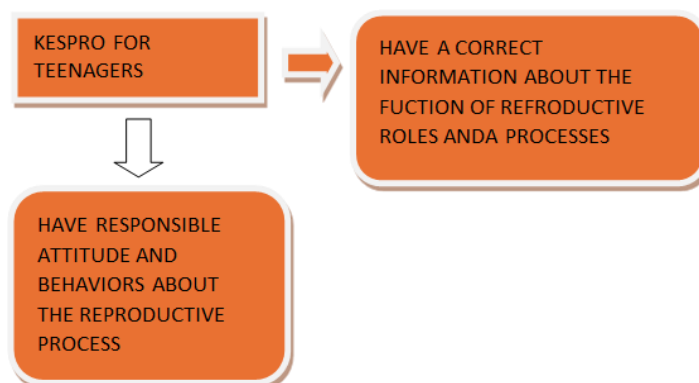 KESPRO FOR
TEENAGERS
HAVE A CORRECT
INFORMATION ABOUT THE
FUCTION OF REFRODUCTIVE
ROLES ANDA PROCESSES
HAVE RESPONSIBLE
ATTITUDE AND
BEHAVIORS ABOUT
THE REPRODUCTIVE
PROCESS